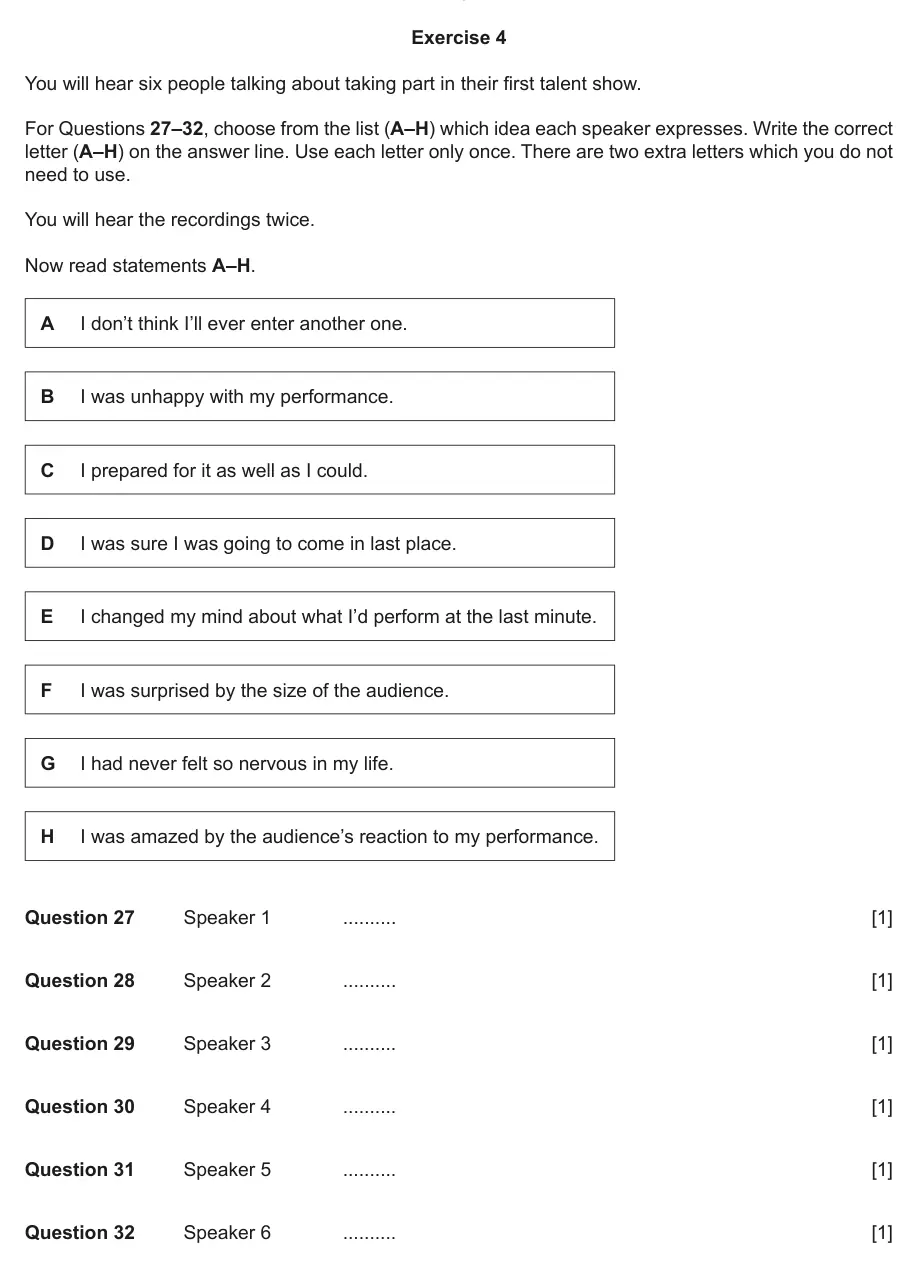 Exercise 4
You will hear six people talking about taking part in their first talent show.
For Questions 27–32, choose from the list (A–H) which idea each speaker expresses. Write the correct
letter (A–H) on the answer line. Use each letter only once. There are two extra letters which you do not
need to use.
You will hear the recordings twice.
Now read statements A–H.
A I don’t think I’ll ever enter another one.
B I was unhappy with my performance.
C I prepared for it as well as I could.
D I was sure I was going to come in last place.
E I changed my mind about what I’d perform at the last minute.
F I was surprised by the size of the audience.
G I had never felt so nervous in my life.
H I was amazed by the audience’s reaction to my performance.
Question 27 Speaker 1 .......... [1]
Question 28 Speaker 2 .......... [1]
Question 29 Speaker 3 .......... [1]
Question 30 Speaker 4 .......... [1]
Question 31 Speaker 5 .......... [1]
Question 32 Speaker 6 .......... [1]